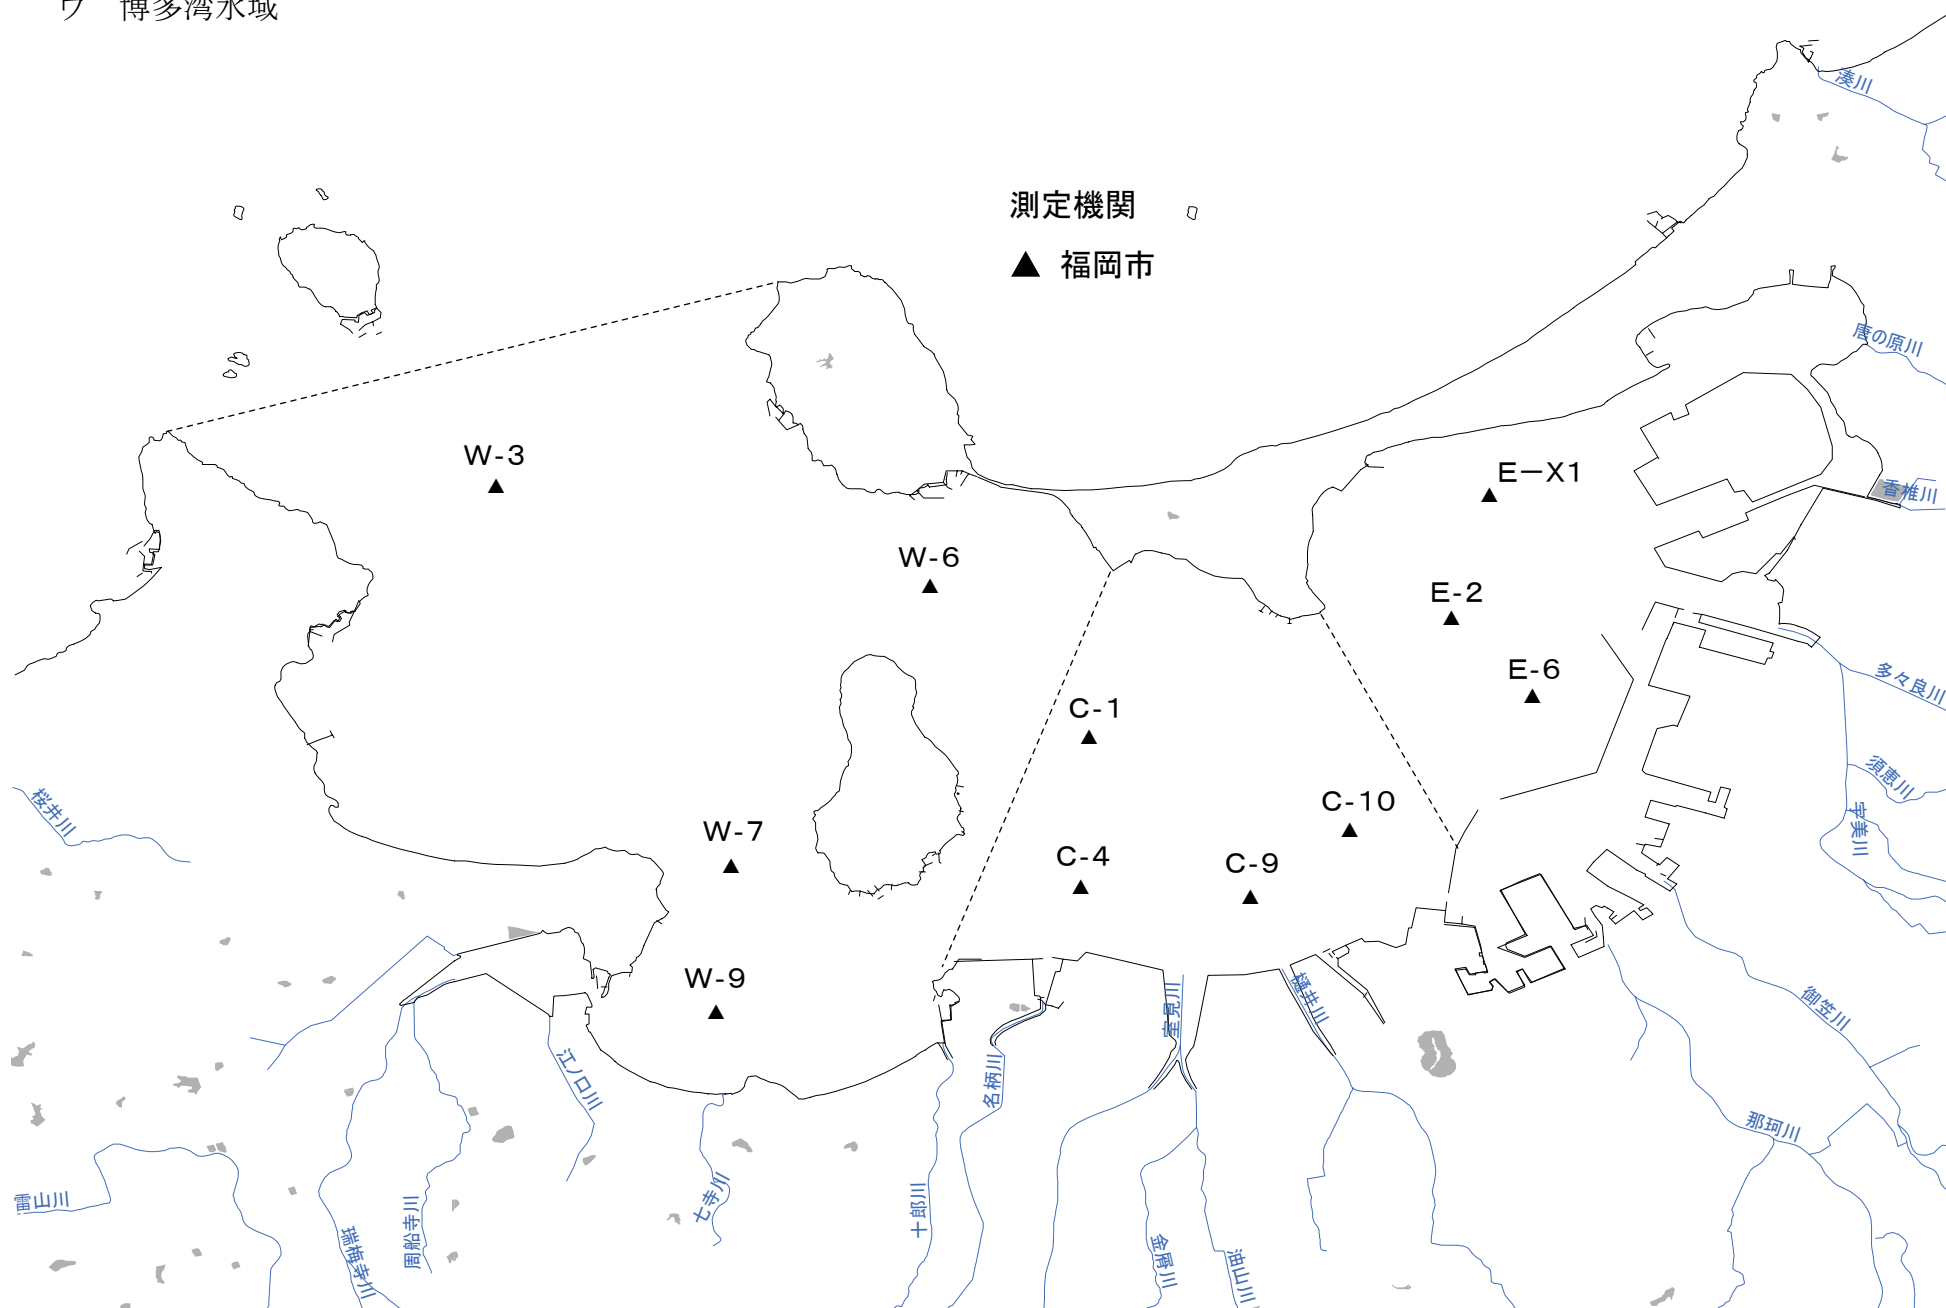 ウ 博多湾水域
湊川
測定機関
▲ 福岡市
唐の原川
W-3
E－X1
香椎川
W-6
E-2
E-6
多々良川
C-1
須恵川
桜井川
C-10
宇美川
W-7
C-4
C-9
W-9
室見川
樋井川
御笠川
江ノ口川
名柄川
那珂川
雷山川
周船寺川
七寺川
十郎川
瑞梅寺川
金屑川
油山川